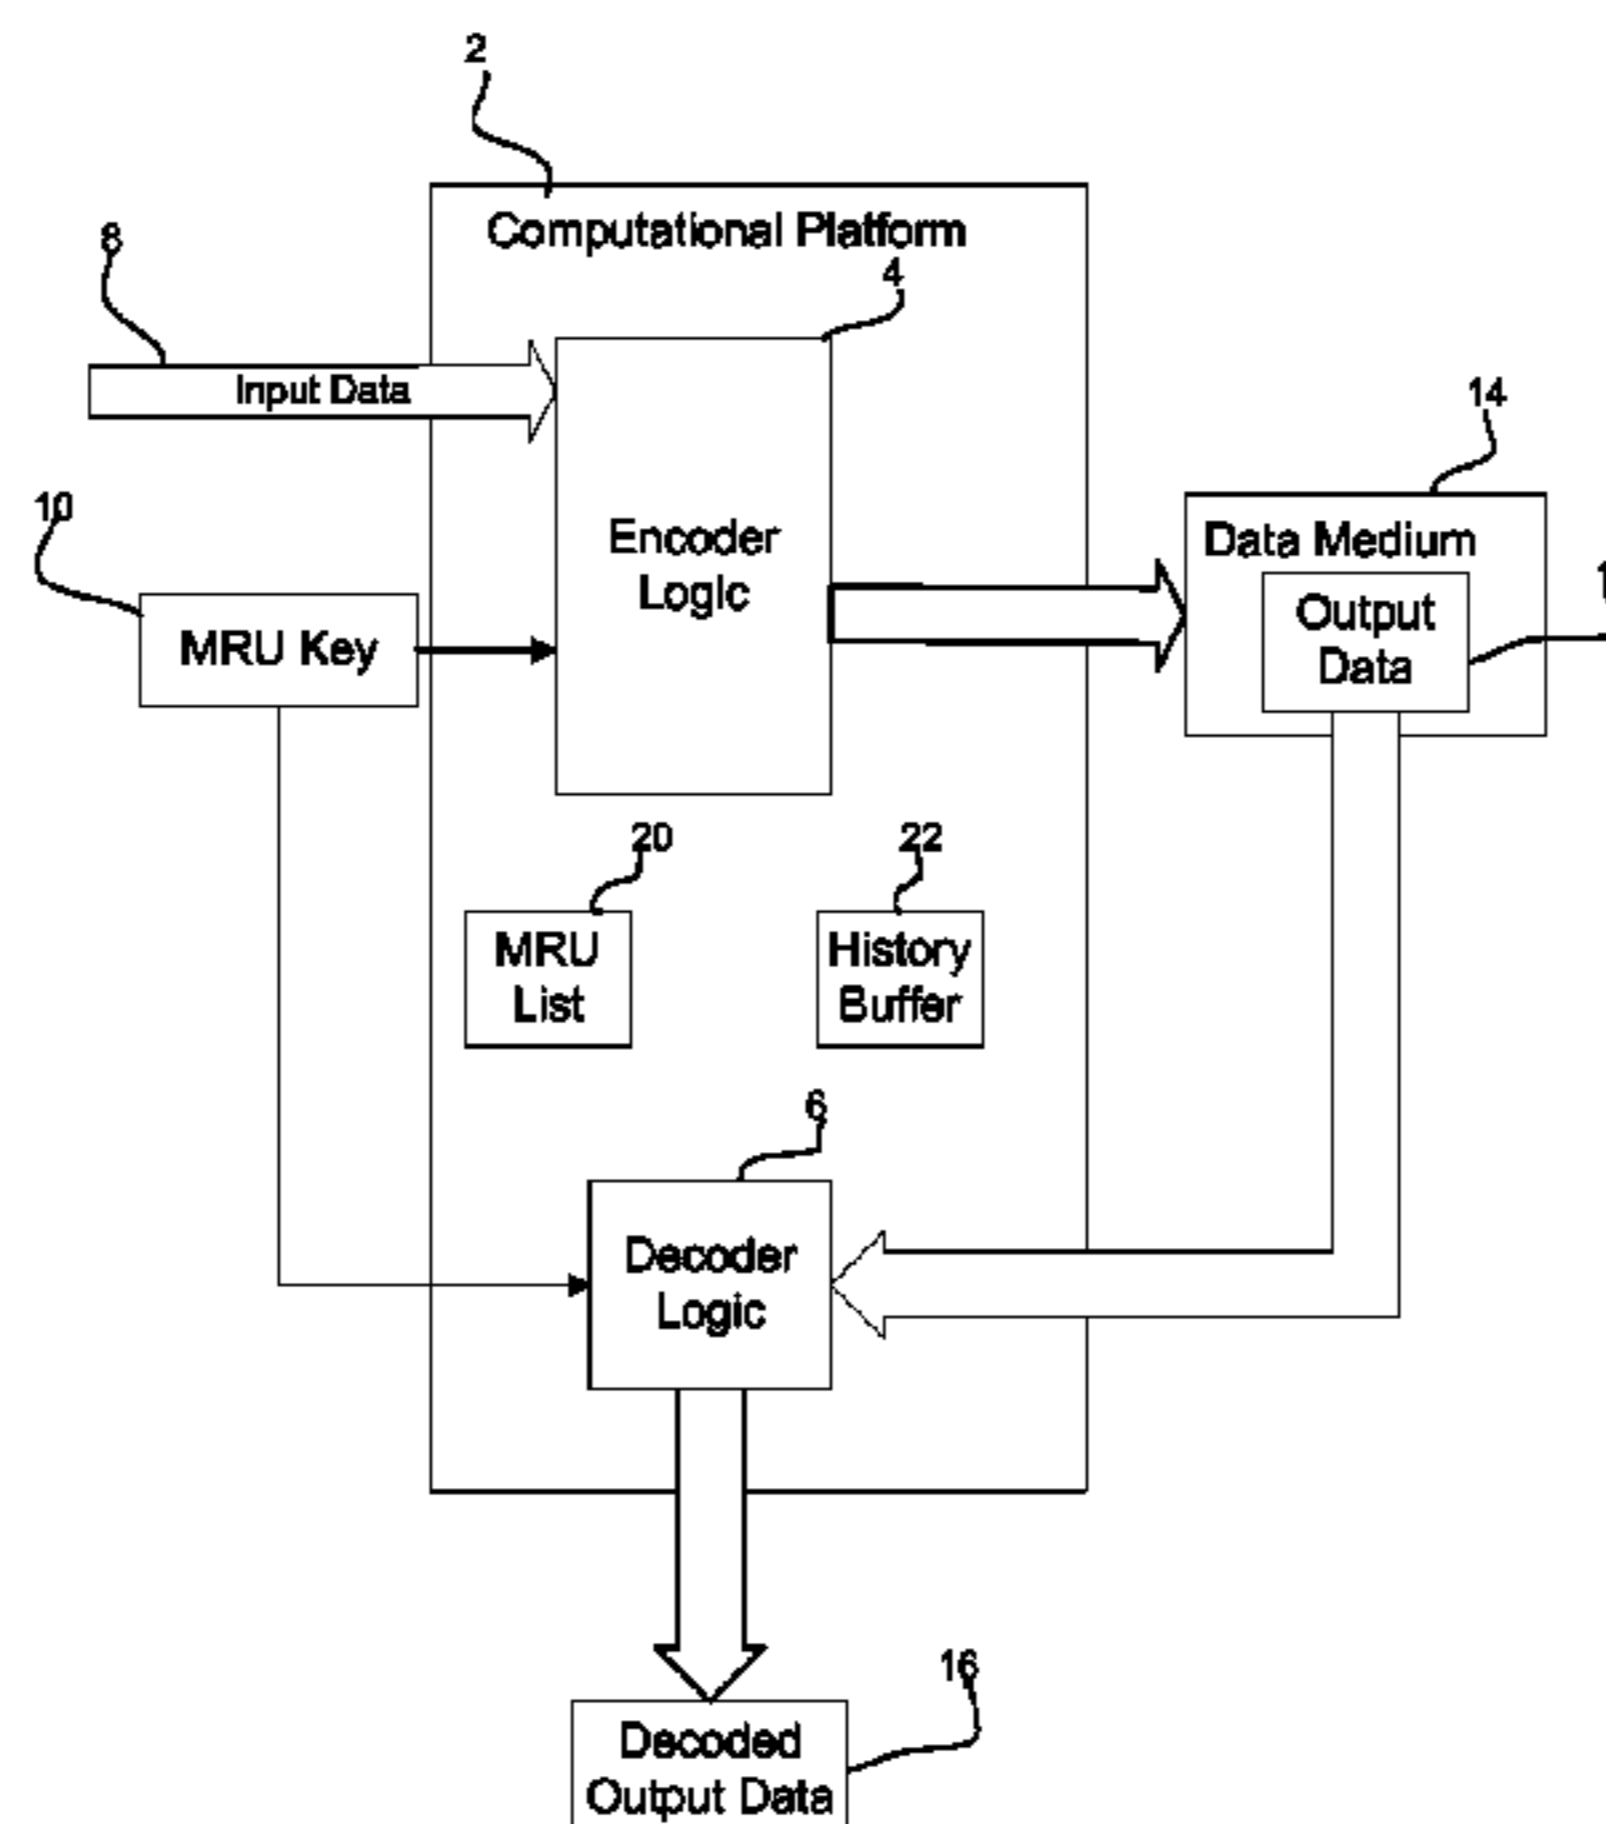 2
Computational Platform
8
4
Input Data
14
10
Encoder
Logic
Data Medium
Output
Data
MRU Key
20
22
MRU
List
History
Buffer
6
Decoder
Logic
16
Decoded
Output Data